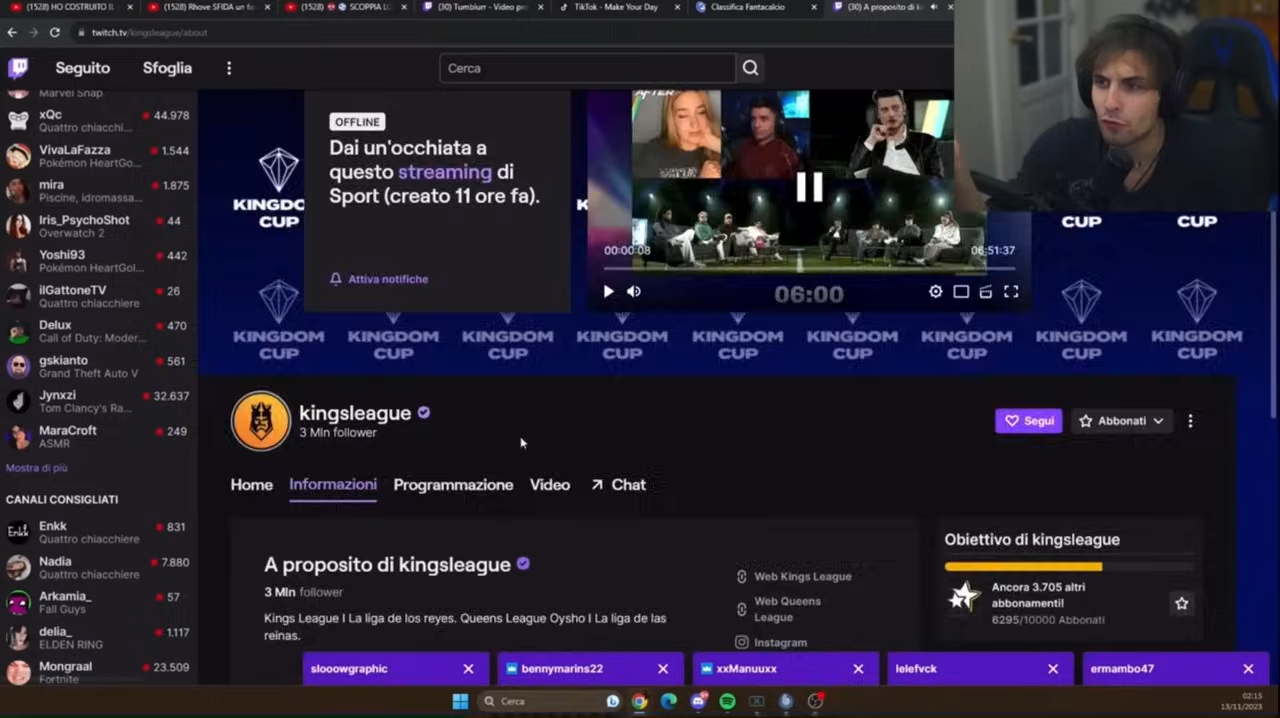 (1528) HO COSTRUITO IL
(1528) Rhove SFIDA un fa
(1528)
SCOPPIA L
(30) Tumblurr - Video pr
TikTok - Make Your Day
Classifica Fantacalcio
(30) A proposito di k
twitch.tv/kingsleague/about
Seguito
Sfoglia
Cerca
Marvel Snap
xQc
44.978
Quattro chiacchi...
VivaLaFazza
1.544
Pokémon HeartGo...
mira
1.875
Piscine, idromassa...
Iris_PsychoShot
44
Overwatch 2
Yoshi93
442
Pokémon HeartGol...
ilGattoneTV
26
Quattro chiacchiere
Delux
470
Call of Duty: Moder...
gskianto
561
Grand Theft Auto V
Jynxzi
32.637
Tom Clancy's Ra...
MaraCroft
249
ASMR
Mostra di più
CANALI CONSIGLIATI
Enkk
831
Quattro chiacchiere
Nadia
7.880
Quattro chiacchiere
Arkamia_
57
Fall Guys
delia_
1.117
ELDEN RING
Mongraal
23.509
Fortnite
OFFLINE
Dai un'occhiata a
questo streaming di
Sport (creato 11 ore fa).
Attiva notifiche
AFTER
00:00:08
06:51:37
06:00
CUP
CUP
CUP
KINGDOM CUP
KINGDOM CUP
KINGDOM CUP
KINGDOM CUP
KINGDOM CUP
KINGDOM CUP
KINGDOM CUP
KINGDOM CUP
KINGDOM CUP
kingsleague
3 Mln follower
Segui
Abbonati
Home
Informazioni
Programmazione
Video
Chat
A proposito di kingsleague
3 Mln follower
Kings League I La liga de los reyes. Queens League Oysho I La liga de las
reinas.
Web Kings League
Web Queens
League
Instagram
Obiettivo di kingsleague
Ancora 3.705 altri
abbonamenti!
6295/10000 Abbonati
slooowgraphic
bennymarins22
xxManuuxx
lelefvck
ermambo47
Cerca
02:15
13/11/2023